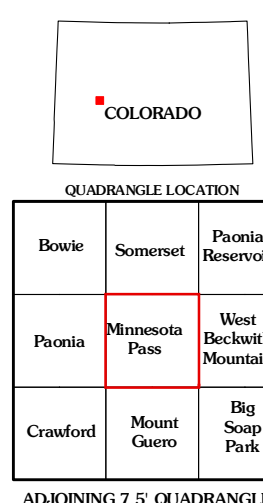 COLORADO
QUADRANGLE LOCATION
Bowie
Somerset
Paonia
Reservoi
Paonia
Minnesota
Pass
West
Beckwit
Mountai
Crawford
Mount
Guero
Big
Soap
Park
ADJOINING 7.5' QUADRANGL